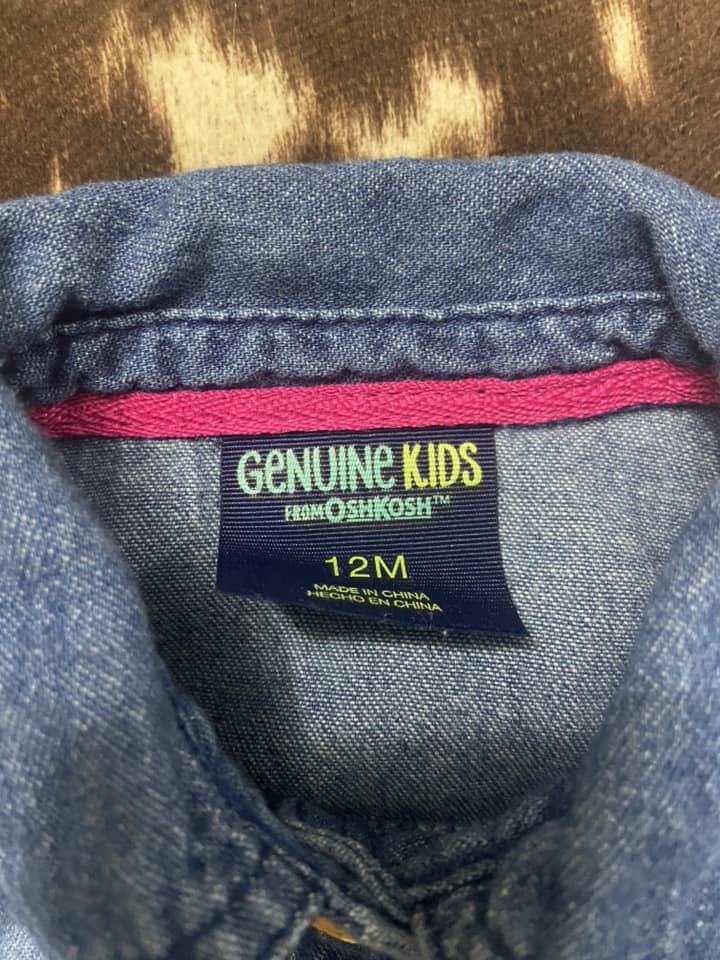 GENUINE KIDS
FROM OSHKOSH™
12M
MADE IN CHINA
HECHO EN CHINA